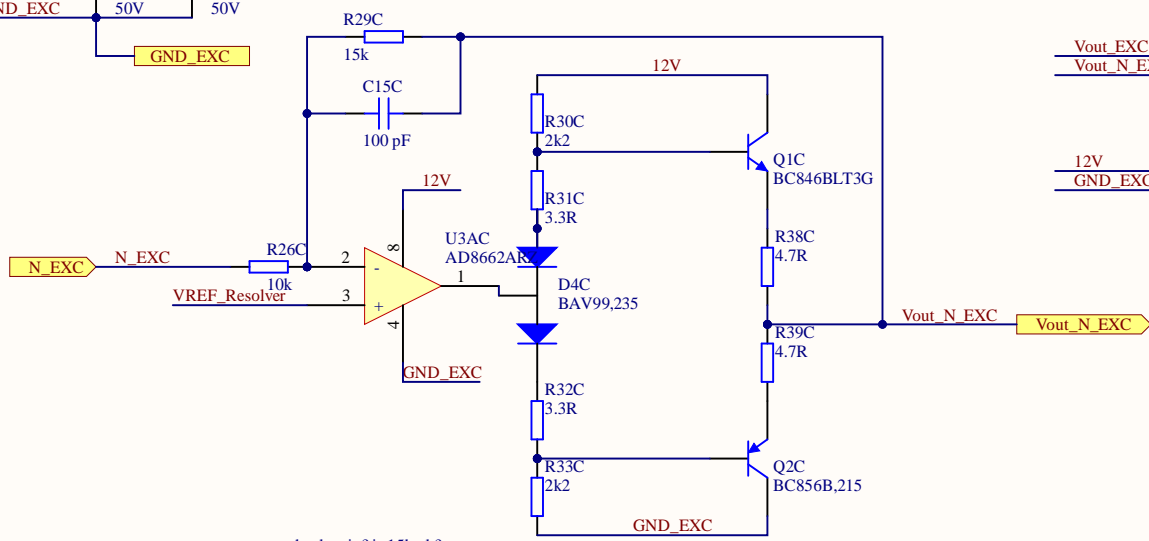 ND_EXC
50V
50V
GND_EXC
R29C
15k
C15C
100 pF
12V
R30C
2k2
Q1C
BC846BLT3G
R31C
3.3R
12V
8
U3AC
N_EXC
N_EXC
R26C
10k
2
-
1
VREF_Resolver
3
+
4
GND_EXC
D4C
BAV99,235
R38C
4.7R
Vout_N_EXC
Vout_N_EXC
R39C
4.7R
R32C
3.3R
R33C
2k2
Q2C
BC856B,215
GND_EXC
Vout_EXC
12V
GND_EXC